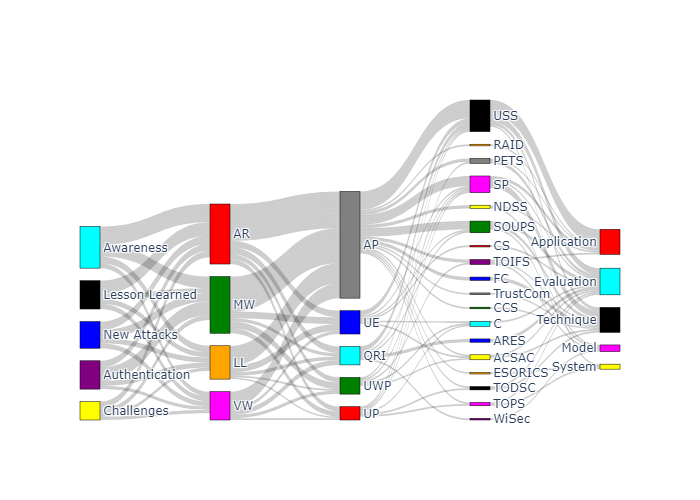 Awareness
Lesson Learned
New Attacks
Authentication
Challenges
AR
MW
LL
VW
AP
UE
QRI
UWP
UP
USS
RAID
PETS
SP
NDSS
SOUPS
CS
TOIFS
FC
TrustCom
CCS
C
ARES
ACSAC
ESORICS
TODSC
TOPS
WiSec
Application
Evaluation
Technique
Model
System